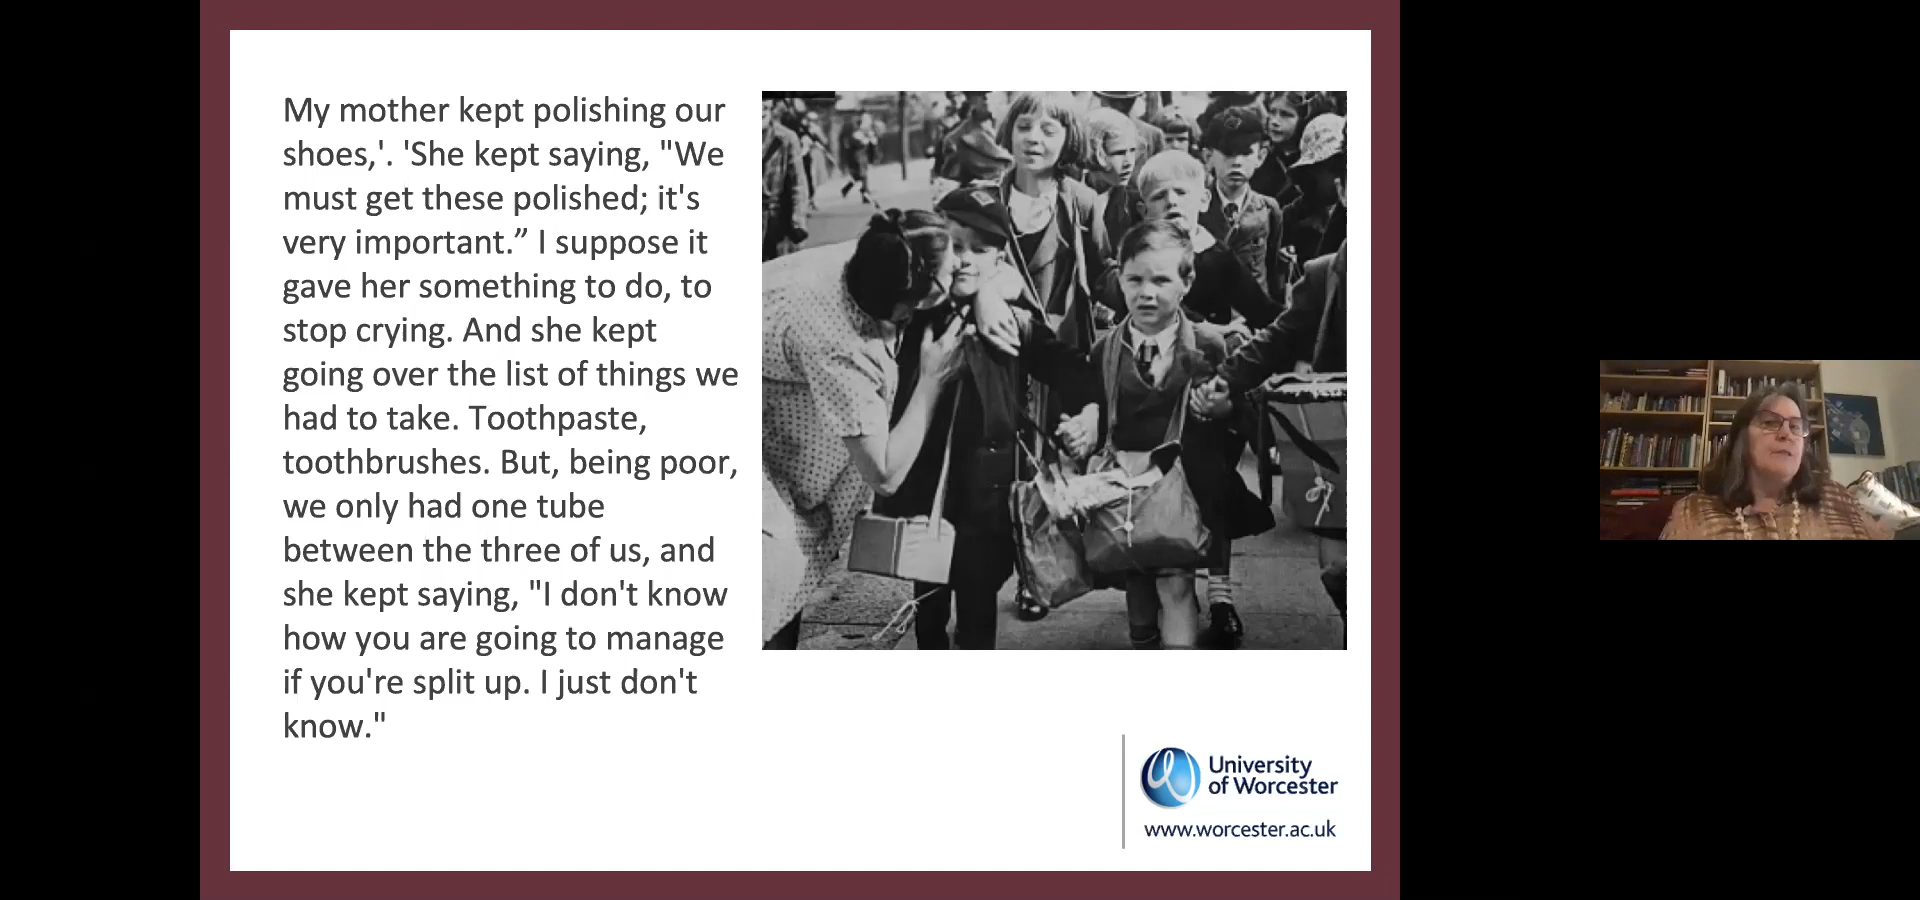 My mother kept polishing our
shoes,'. 'She kept saying, "We
must get these polished; it's
very important.” I suppose it
gave her something to do, to
stop crying. And she kept
going over the list of things we
had to take. Toothpaste,
toothbrushes. But, being poor,
we only had one tube
between the three of us, and
she kept saying, "I don't know
how you are going to manage
if you're split up. I just don't
know."
University
of Worcester
www.worcester.ac.uk